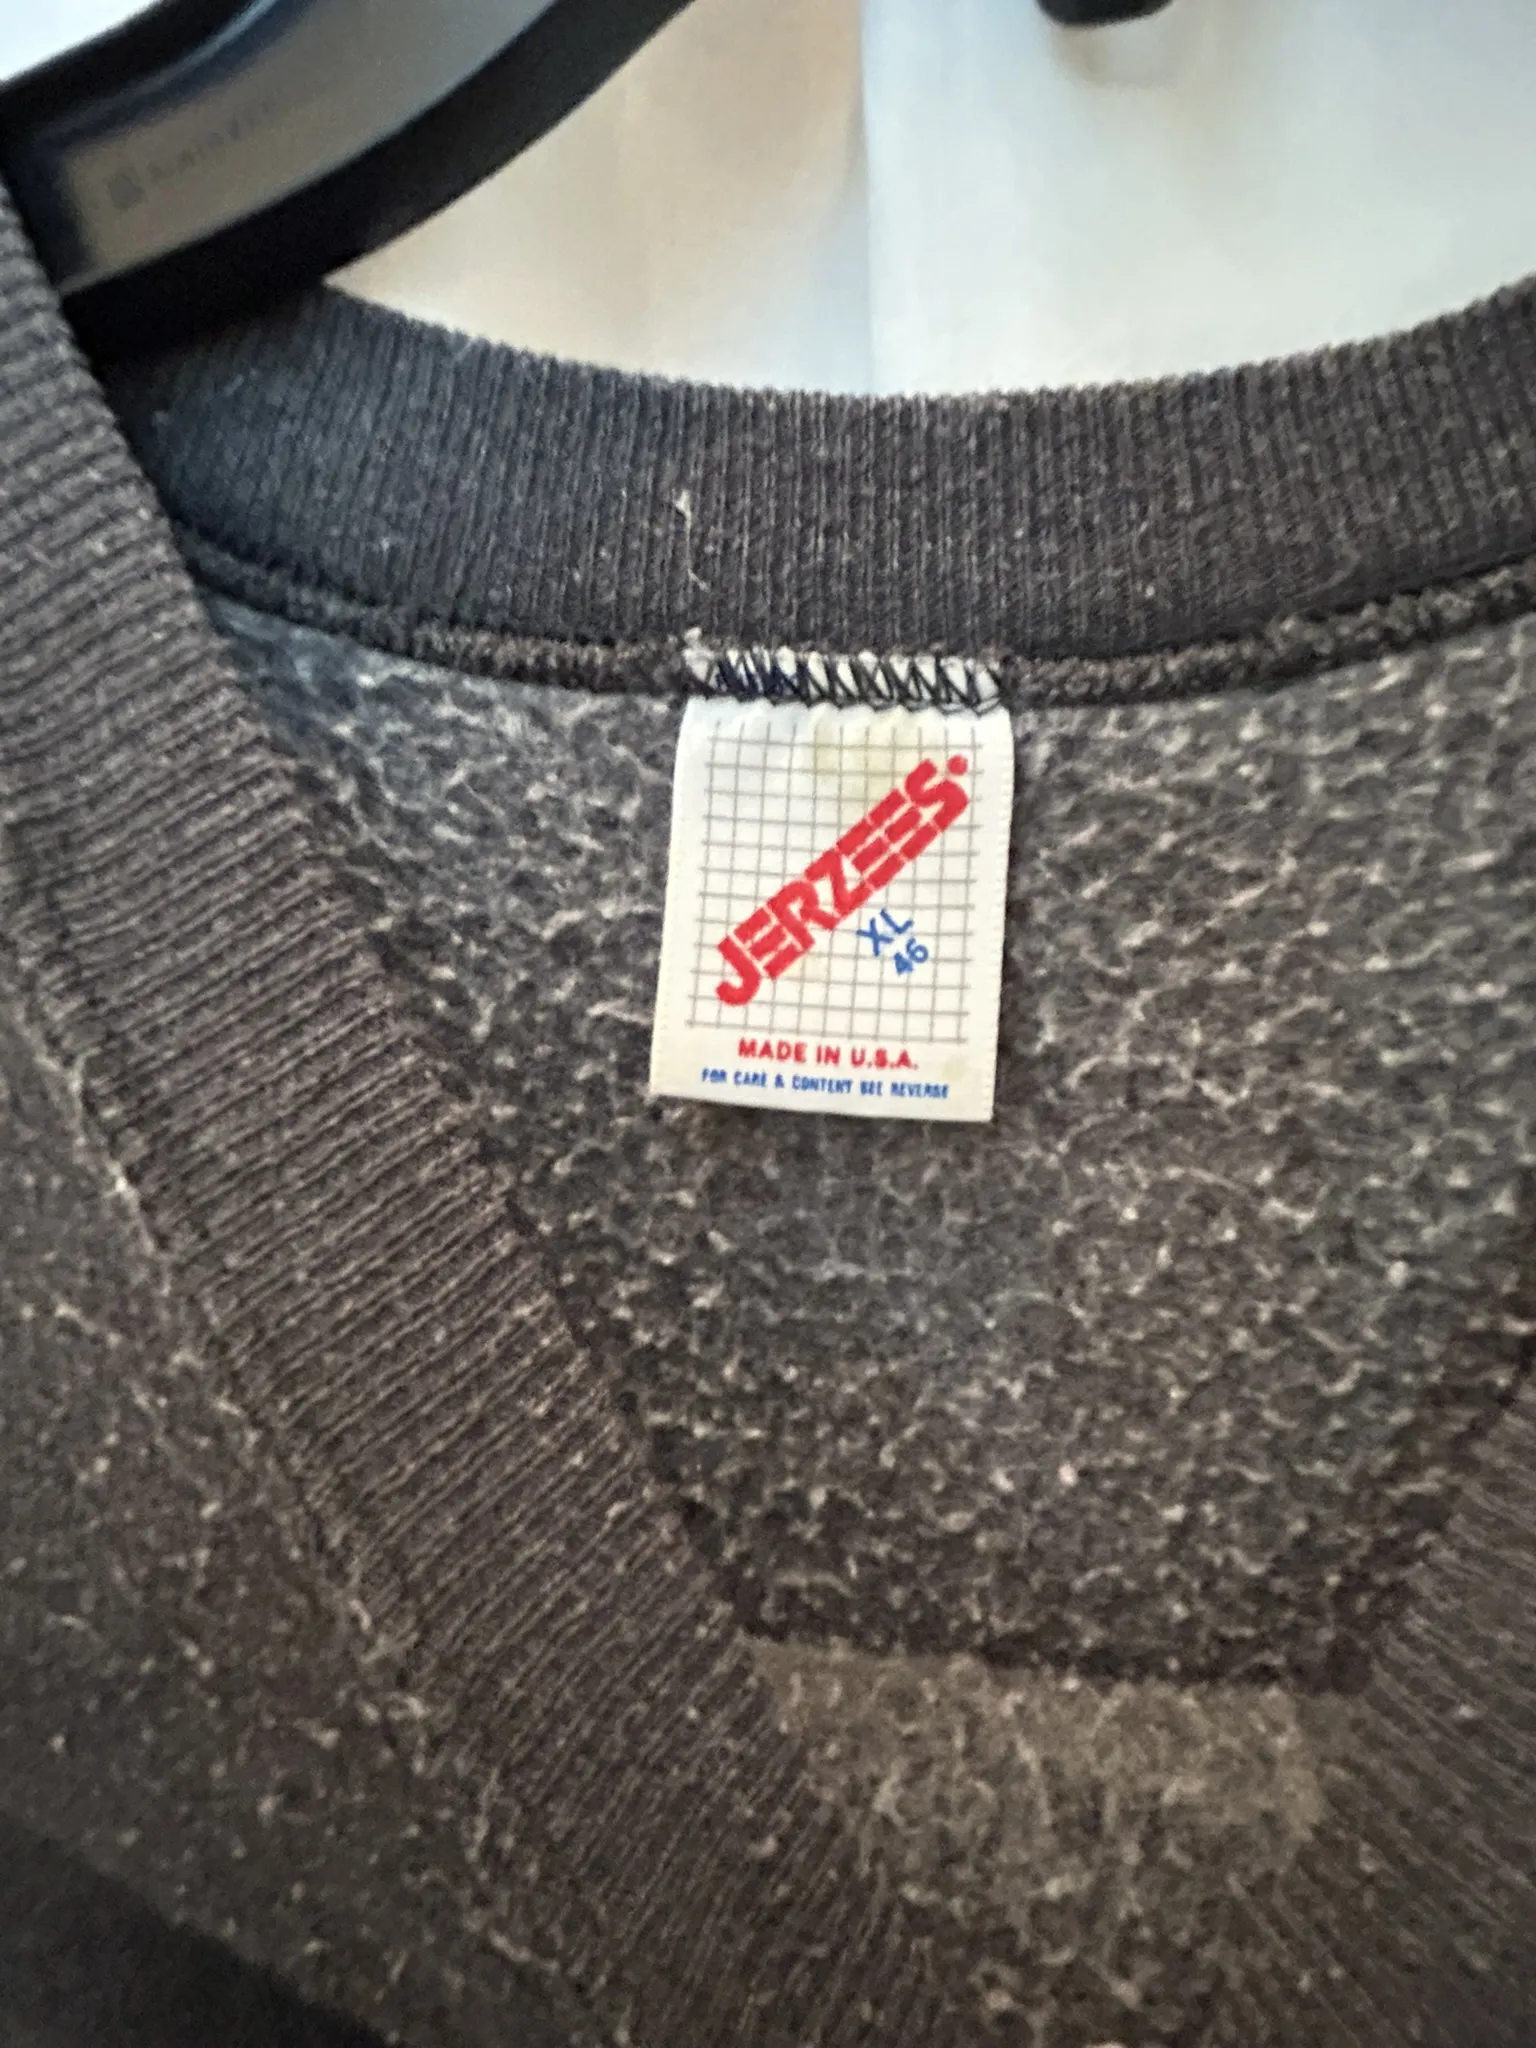 JERZEES
XL
46
MADE IN U.S.A.
FOR CARE & CONTENT SEE REVERSE